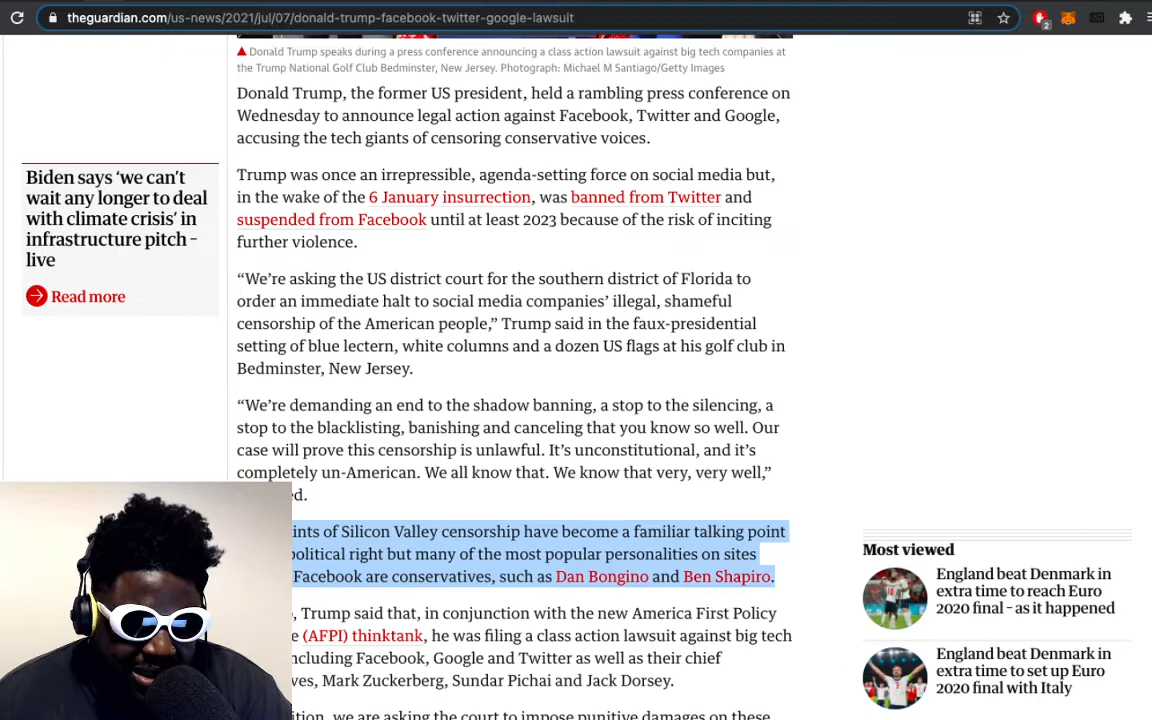 theguardian.com/us-news/2021/jul/07/donald-trump-facebook-twitter-google-lawsuit
2
Donald Trump speaks during a press conference announcing a class action lawsuit against big tech companies at
the Trump National Golf Club Bedminster, New Jersey. Photograph: Michael M Santiago/Getty Images
Donald Trump, the former US president, held a rambling press conference on
Wednesday to announce legal action against Facebook, Twitter and Google,
accusing the tech giants of censoring conservative voices.
Trump was once an irrepressible, agenda-setting force on social media but,
in the wake of the 6 January insurrection, was banned from Twitter and
suspended from Facebook until at least 2023 because of the risk of inciting
further violence.
“We’re asking the US district court for the southern district of Florida to
order an immediate halt to social media companies’ illegal, shameful
censorship of the American people,” Trump said in the faux-presidential
setting of blue lectern, white columns and a dozen US flags at his golf club in
Bedminster, New Jersey.
“We’re demanding an end to the shadow banning, a stop to the silencing, a
stop to the blacklisting, banishing and canceling that you know so well. Our
case will prove this censorship is unlawful. It’s unconstitutional, and it’s
completely un-American. We all know that. We know that very, very well,”
ed.
ints of Silicon Valley censorship have become a familiar talking point
political right but many of the most popular personalities on sites
Facebook are conservatives, such as Dan Bongino and Ben Shapiro.
, Trump said that, in conjunction with the new America First Policy
e (AFPI) thinktank, he was filing a class action lawsuit against big tech
ncluding Facebook, Google and Twitter as well as their chief
ves, Mark Zuckerberg, Sundar Pichai and Jack Dorsey.
ition, we are asking the court to impose punitive damages on these
Biden says ‘we can’t
wait any longer to deal
with climate crisis’ in
infrastructure pitch –
live
Read more
Most viewed
England beat Denmark in
extra time to reach Euro
2020 final – as it happened
England beat Denmark in
extra time to set up Euro
2020 final with Italy